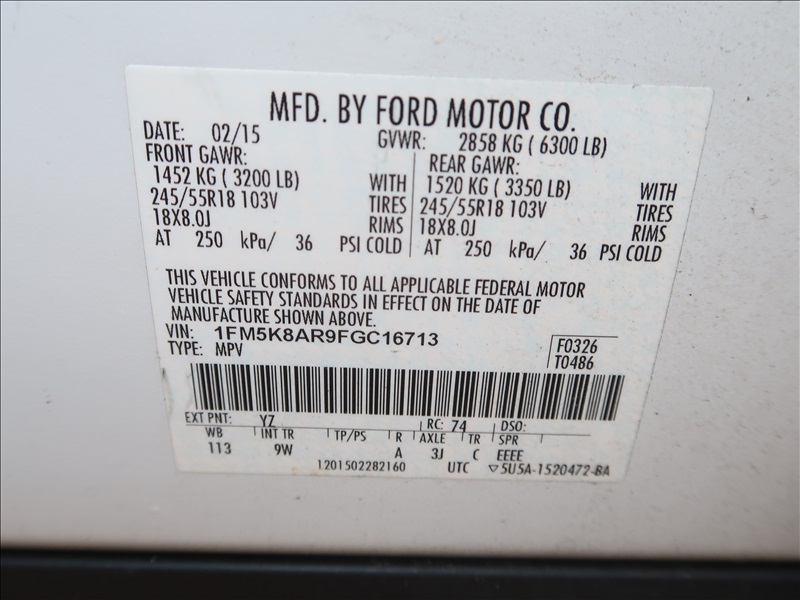 MFD. BY FORD MOTOR CO.
DATE: 02/15 GVWR: 2858 KG ( 6300 LB)
FRONT GAWR: REAR GAWR:
1452 KG ( 3200 LB) WITH 1520 KG ( 3350 LB) WITH
245/55R18 103V TIRES 245/55R18 103V TIRES
18X8.0J RIMS 18X8.0J RIMS
AT 250 kPa/ 36 PSI COLD AT 250 kPa/ 36 PSI COLD
THIS VEHICLE CONFORMS TO ALL APPLICABLE FEDERAL MOTOR
VEHICLE SAFETY STANDARDS IN EFFECT ON THE DATE OF
MANUFACTURE SHOWN ABOVE.
VIN: 1FM5K8AR9FGC16713 F0326
TYPE: MPV T0486
EXT PNT: YZ RC: 74 DSO:
WB INT TR TP/PS R AXLE TR SPR
113 9W A 3J C EEEE
1201502282160 UTC ▽5U5A-1520472-BA